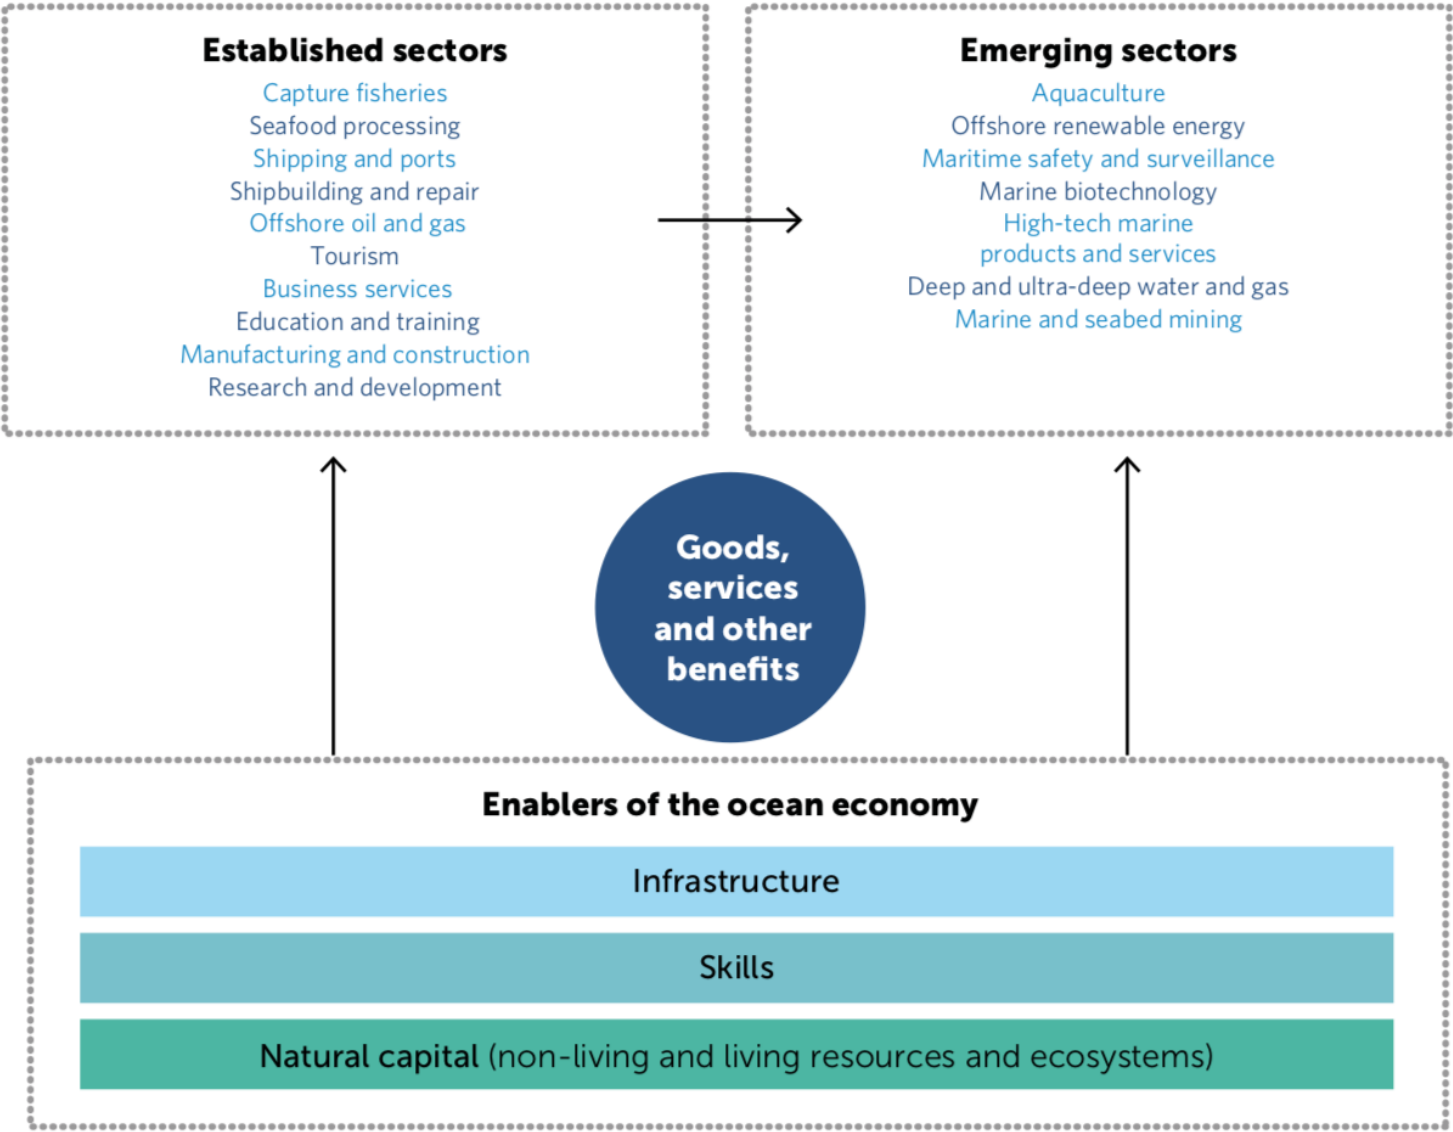 Established sectors
Capture fisheries
Seafood processing
Shipping and ports
Shipbuilding and repair
Offshore oil and gas
Tourism
Business services
Education and training
Manufacturing and construction
Research and development
Emerging sectors
Aquaculture
Offshore renewable energy
Maritime safety and surveillance
Marine biotechnology
High-tech marine
products and services
Deep and ultra-deep water and gas
Marine and seabed mining
Goods,
services
and other
benefits
Enablers of the ocean economy
Infrastructure
Skills
Natural capital (non-living and living resources and ecosystems)